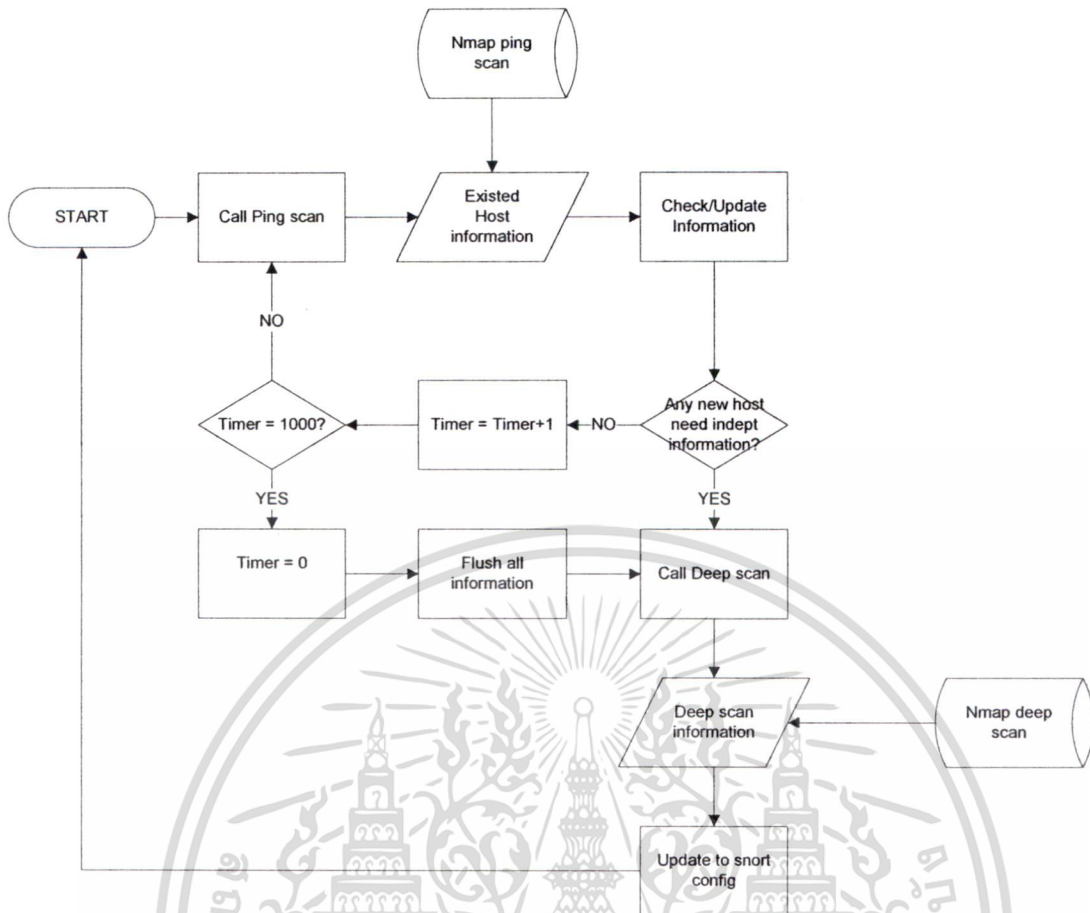 Nmap ping
scan
START
Call Ping scan
Existed
Host
information
Check/Update
Information
NO
Timer = 1000?
Timer = Timer+1
NO
Any new host
need indept
information?
YES
YES
Timer = 0
Flush all
information
Call Deep scan
Deep scan
information
Nmap deep
scan
Update to snort
config